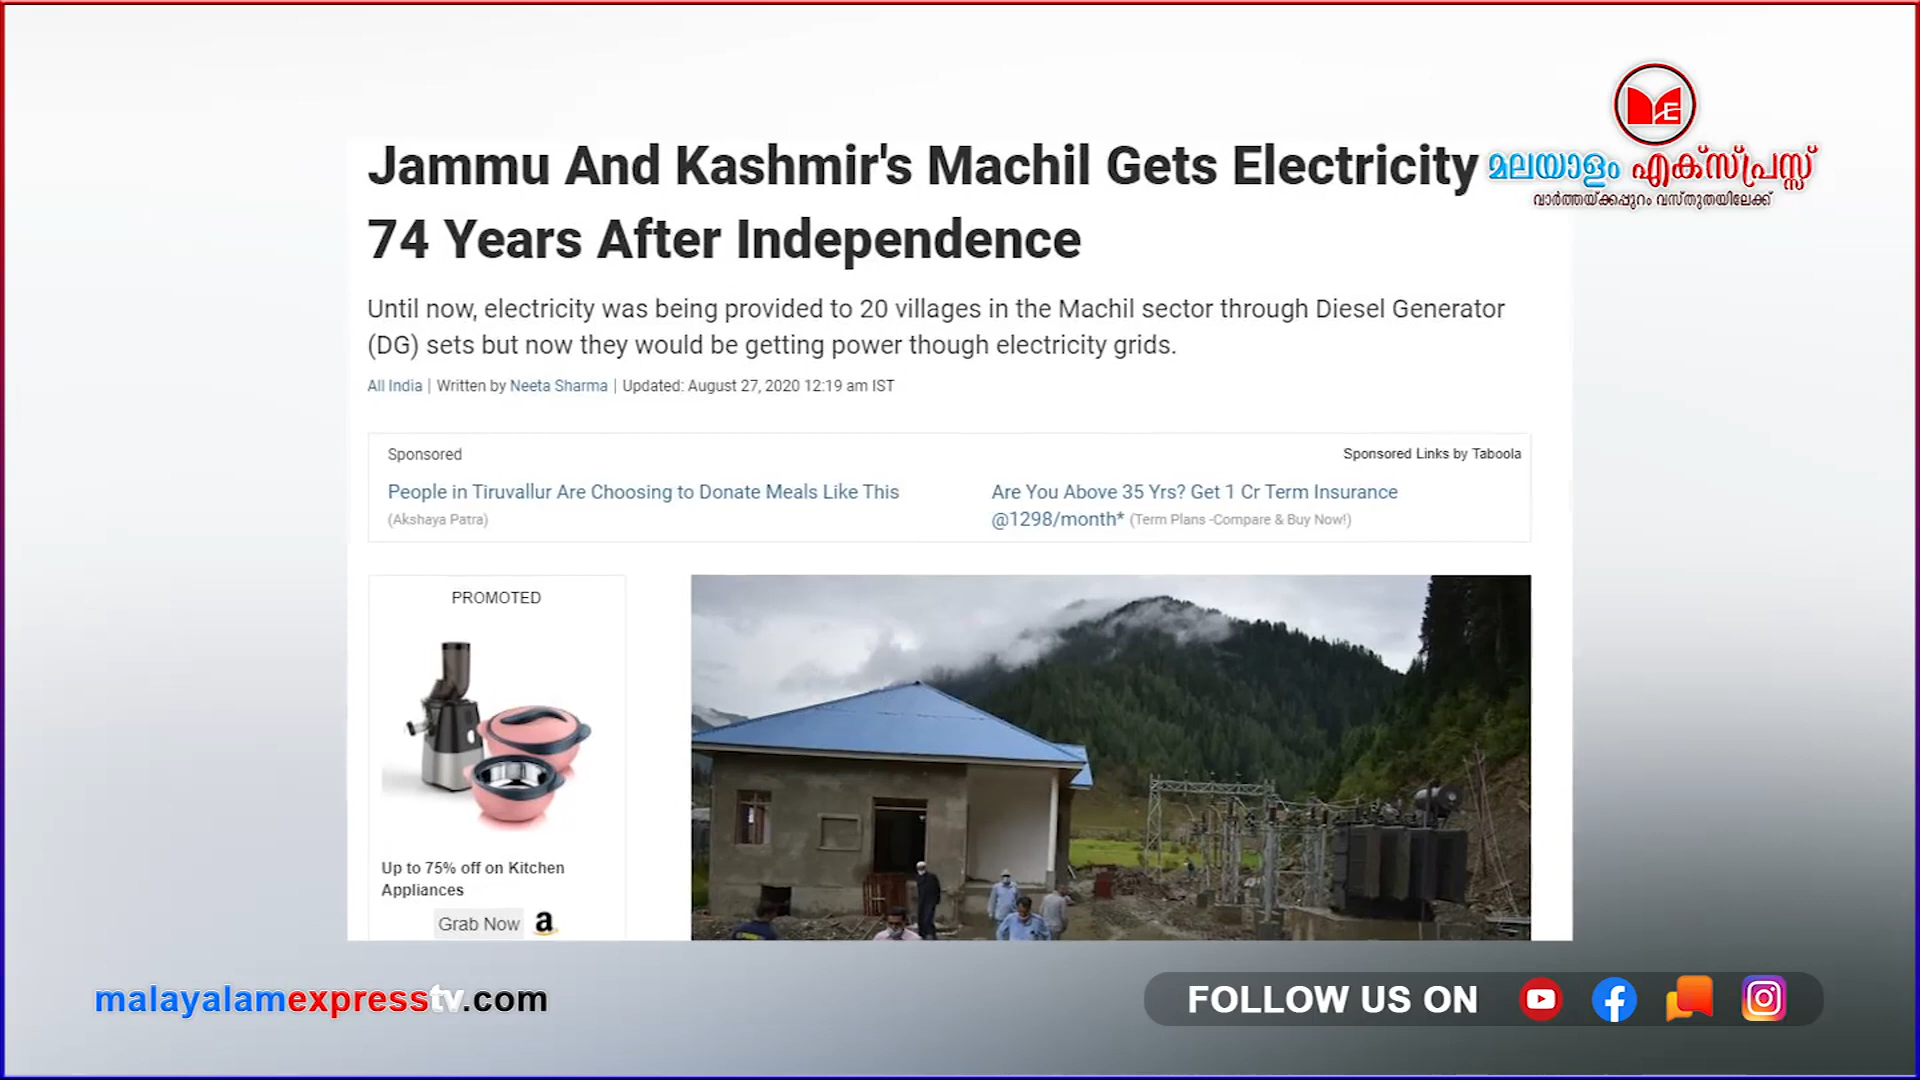 Jammu And Kashmir's Machil Gets Electricity
74 Years After Independence
മലയാളം എക്സ്പ്രസ്സ്
വാർത്തയ്ക്കപ്പുറം വസ്തുതയിലേക്ക്
Until now, electricity was being provided to 20 villages in the Machil sector through Diesel Generator
(DG) sets but now they would be getting power though electricity grids.
All India | Written by Neeta Sharma | Updated: August 27, 2020 12:19 am IST
Sponsored
Sponsored Links by Taboola
People in Tiruvallur Are Choosing to Donate Meals Like This
(Akshaya Patra)
Are You Above 35 Yrs? Get 1 Cr Term Insurance
@1298/month* (Term Plans -Compare & Buy Now!)
PROMOTED
Up to 75% off on Kitchen
Appliances
Grab Now a
malayalamexpresstv.com
FOLLOW US ON